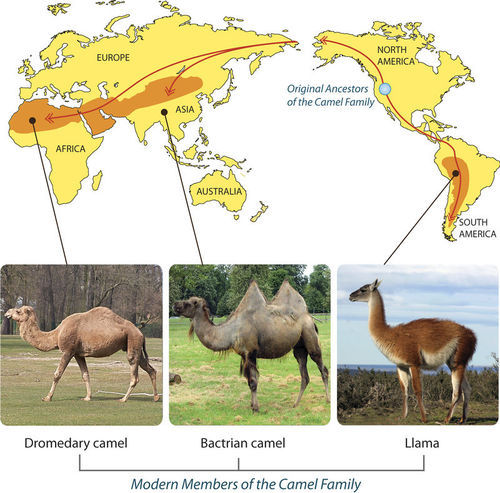 EUROPE
NORTH
AMERICA
Original Ancestors
of the Camel Family
ASIA
AFRICA
AUSTRALIA
SOUTH
AMERICA
Dromedary camel
Bactrian camel
Llama
Modern Members of the Camel Family